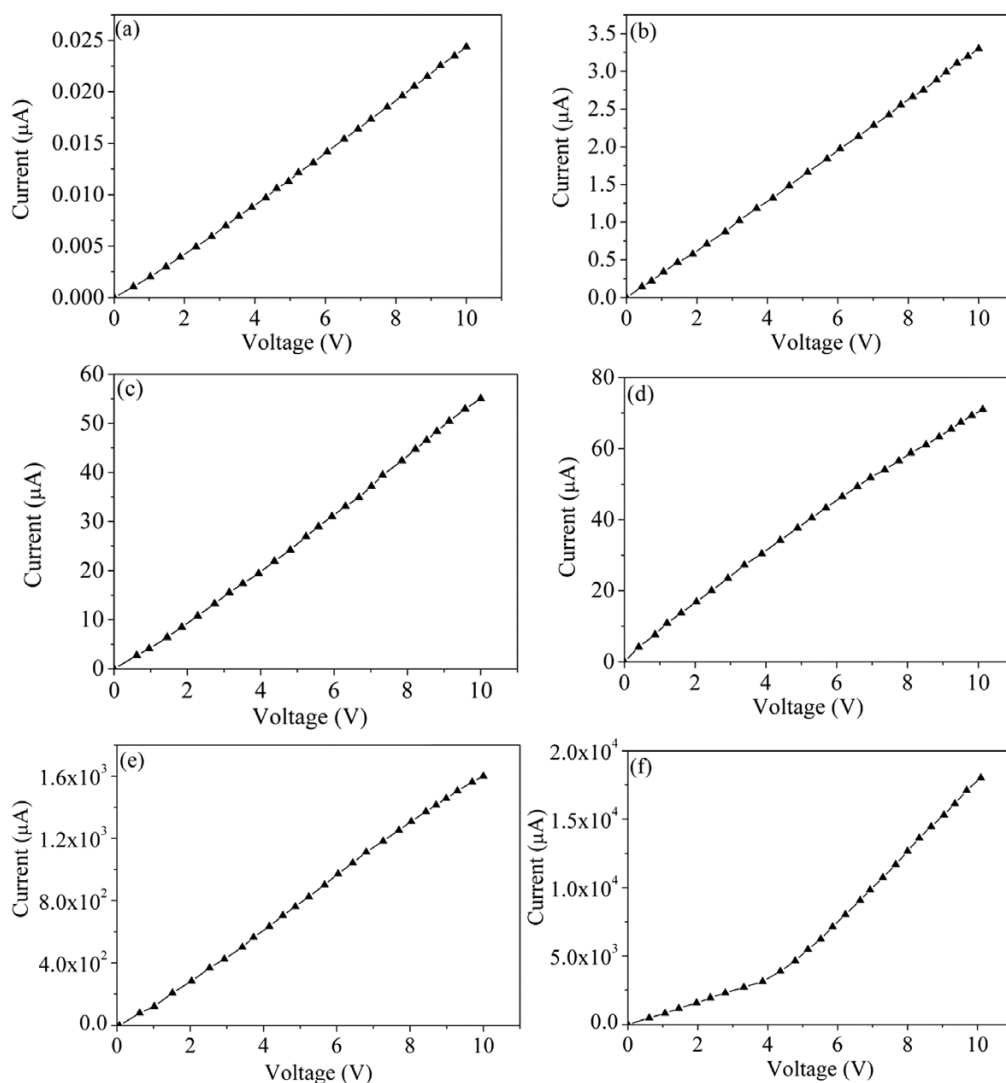 (a)
Current (μA)
0.025
0.020
0.015
0.010
0.005
0.000
0 2 4 6 8 10
Voltage (V)
(b)
Current (μA)
3.5
3.0
2.5
2.0
1.5
1.0
0.5
0.0
0 2 4 6 8 10
Voltage (V)
(c)
Current (μA)
60
50
40
30
20
10
0
0 2 4 6 8 10
Voltage (V)
(d)
Current (μA)
80
60
40
20
0
0 2 4 6 8 10
Voltage (V)
(e)
Current (μA)
1.6x10³
1.2x10³
8.0x10²
4.0x10²
0.0
0 2 4 6 8 10
Voltage (V)
(f)
Current (μA)
2.0x10⁴
1.5x10⁴
1.0x10⁴
5.0x10³
0.0
0 2 4 6 8 10
Voltage (V)